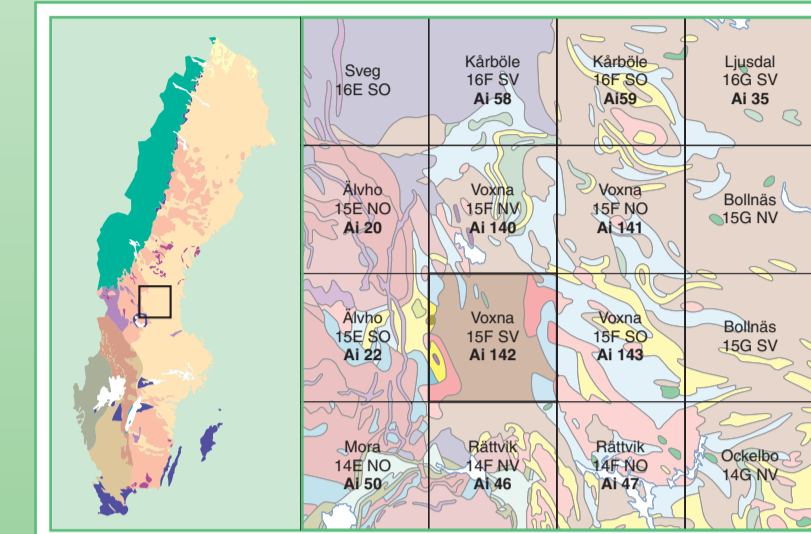 Sveg
16E SO
Kårböle
16F SV
Ai 58
Kårböle
16F SO
Ai59
Ljusdal
16G SV
Ai 35
Älvho
15E NO
Ai 20
Voxna
15F NV
Ai 140
Voxna
15F NO
Ai 141
Bollnäs
15G NV
Älvho
15E SO
Ai 22
Voxna
15F SV
Ai 142
Voxna
15F SO
Ai 143
Bollnäs
15G SV
Mora
14E NO
Ai 50
Rättvik
14F NV
Ai 46
Rättvik
14F NO
Ai 47
Ockelbo
14G NV